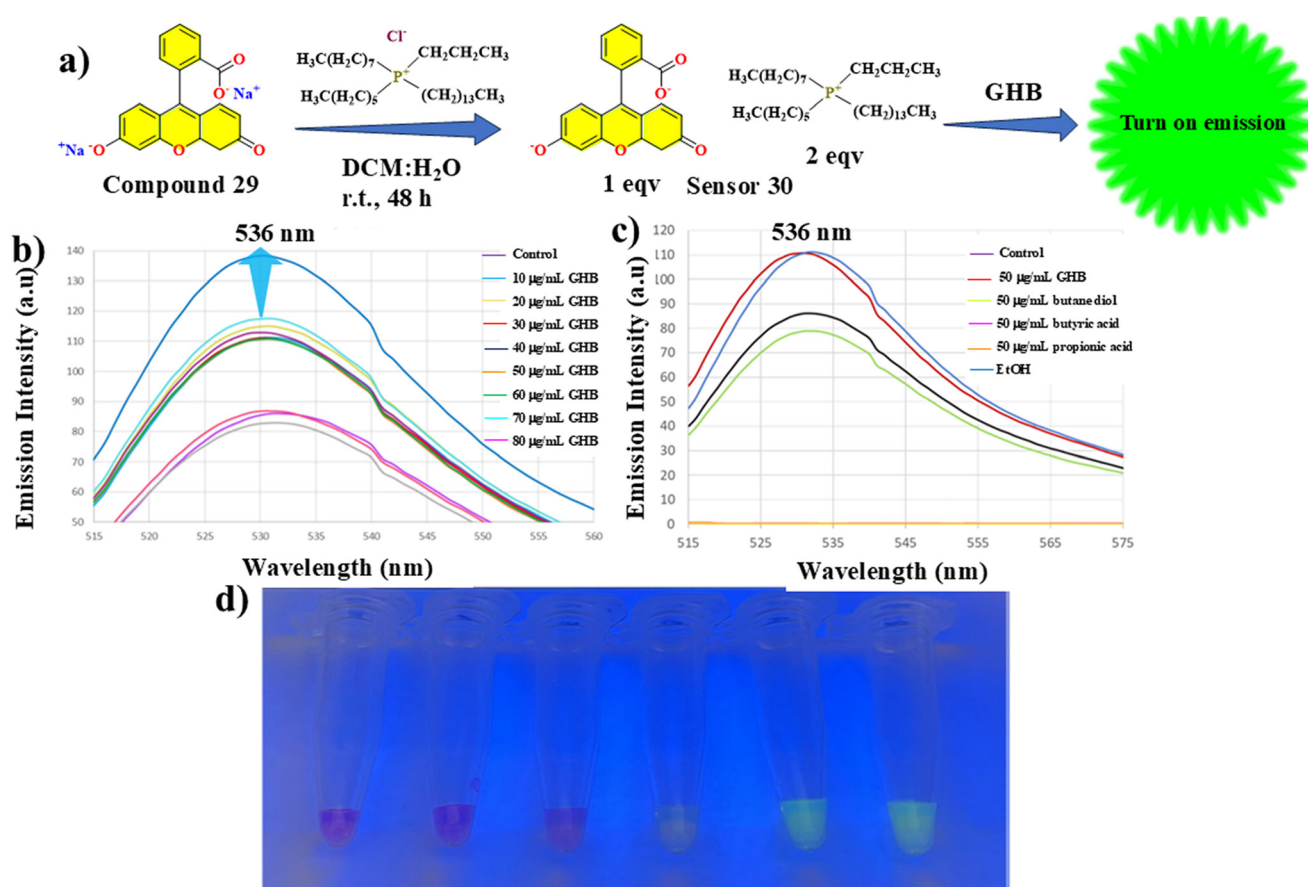 a)
O
O⁻ Na⁺
⁺Na ⁻O
O
O
Compound 29
Cl⁻
H₃C(H₂C)₇
CH₂CH₂CH₃
P⁺
H₃C(H₂C)₅
(CH₂)₁₃CH₃
DCM:H₂O
r.t., 48 h
O
O⁻
⁻O
O
O
1 eqv
H₃C(H₂C)₇
CH₂CH₂CH₃
P⁺
H₃C(H₂C)₅
(CH₂)₁₃CH₃
2 eqv
Sensor 30
GHB
Turn on emission
b)
536 nm
Emission Intensity (a.u)
140
130
120
110
100
90
80
70
60
50
515
520
525
530
535
540
545
550
555
560
Wavelength (nm)
Control
10 µg/mL GHB
20 µg/mL GHB
30 µg/mL GHB
40 µg/mL GHB
50 µg/mL GHB
60 µg/mL GHB
70 µg/mL GHB
80 µg/mL GHB
c)
536 nm
Emission Intensity (a.u)
120
110
100
90
80
70
60
50
40
30
20
10
0
515
525
535
545
555
565
575
Wavelength (nm)
Control
50 µg/mL GHB
50 µg/mL butane diol
50 µg/mL butyric acid
50 µg/mL propionic acid
EtOH
d)